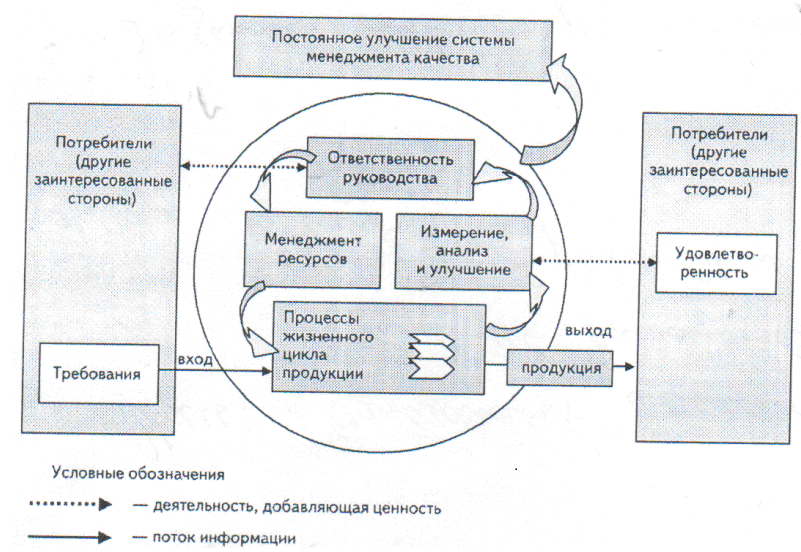 Постоянное улучшение системы
менеджмента качества
Потребители
(другие
заинтересованные
стороны)
Ответственность
руководства
Потребители
(другие
заинтересованные
стороны)
Менеджмент
ресурсов
Измерение,
анализ
и улучшение
Удовлетво-
ренность
Процессы
жизненного
цикла
продукции
Требования
вход
выход
продукция
Условные обозначения
— деятельность, добавляющая ценность
— поток информации